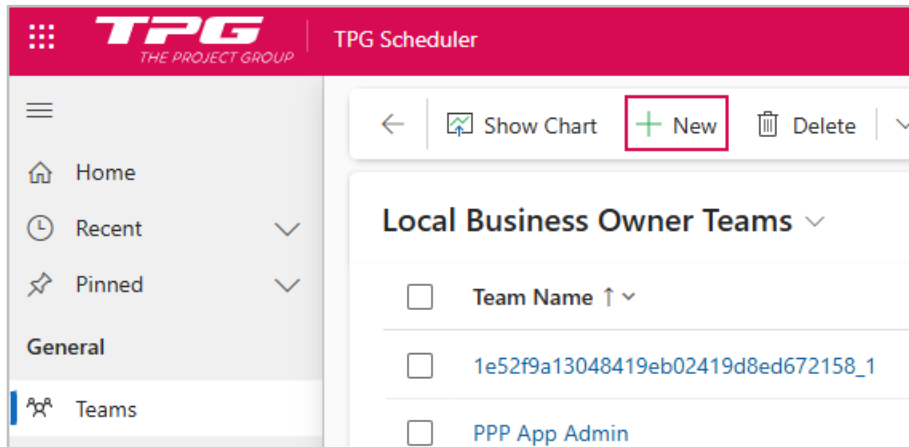 TPG
THE PROJECT GROUP
TPG Scheduler
Show Chart
New
Delete
Home
Recent
Pinned
General
Teams
Local Business Owner Teams
Team Name
1e52f9a13048419eb02419d8ed672158_1
PPP App Admin